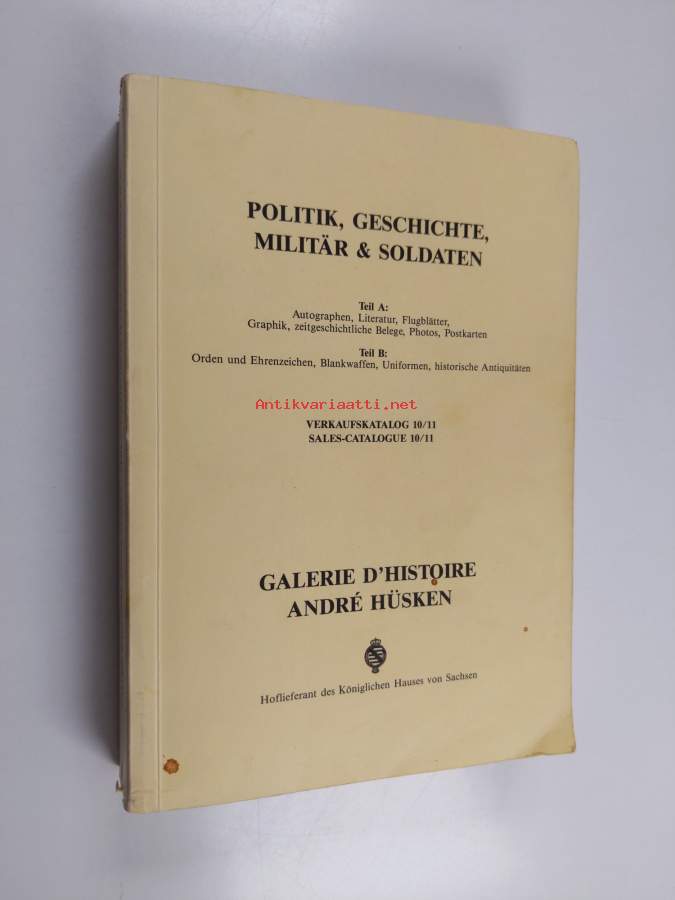 POLITIK, GESCHICHTE,
MILITÄR & SOLDATEN
Teil A:
Autographen, Literatur, Flugblätter,
Graphik, zeitgeschichtliche Belege, Photos, Postkarten
Teil B:
Orden und Ehrenzeichen, Blankwaffen, Uniformen, historische Antiquitäten
Antikvariaatti.net
VERKAUFSKATALOG 10/11
SALES-CATALOGUE 10/11
GALERIE D'HISTOIRE
ANDRÉ HÜSKEN
Hoflieferant des Königlichen Hauses von Sachsen